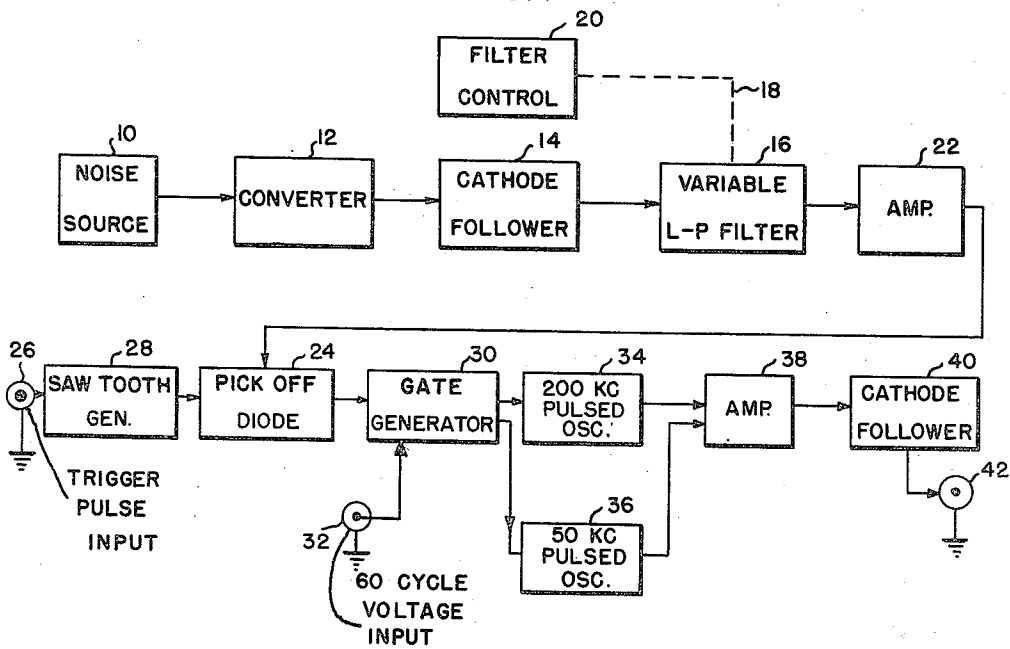 20
FILTER
CONTROL
18
10
NOISE
SOURCE
12
CONVERTER
14
CATHODE
FOLLOWER
16
VARIABLE
L-P FILTER
22
AMP.
26
28
SAW TOOTH
GEN.
24
PICK OFF
DIODE
30
GATE
GENERATOR
34
200 KC
PULSED
OSC.
38
AMP.
40
CATHODE
FOLLOWER
42
TRIGGER
PULSE
INPUT
32
60 CYCLE
VOLTAGE
INPUT
36
50 KC
PULSED
OSC.